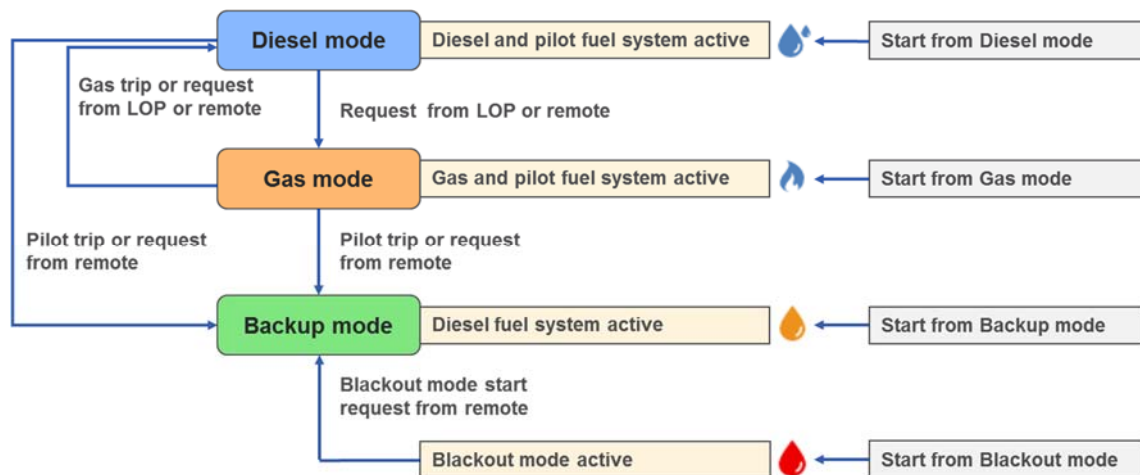 Diesel mode
Diesel and pilot fuel system active
Start from Diesel mode
Gas trip or request
from LOP or remote
Request from LOP or remote
Gas mode
Gas and pilot fuel system active
Start from Gas mode
Pilot trip or request
from remote
Pilot trip or request
from remote
Backup mode
Diesel fuel system active
Start from Backup mode
Blackout mode start
request from remote
Blackout mode active
Start from Blackout mode